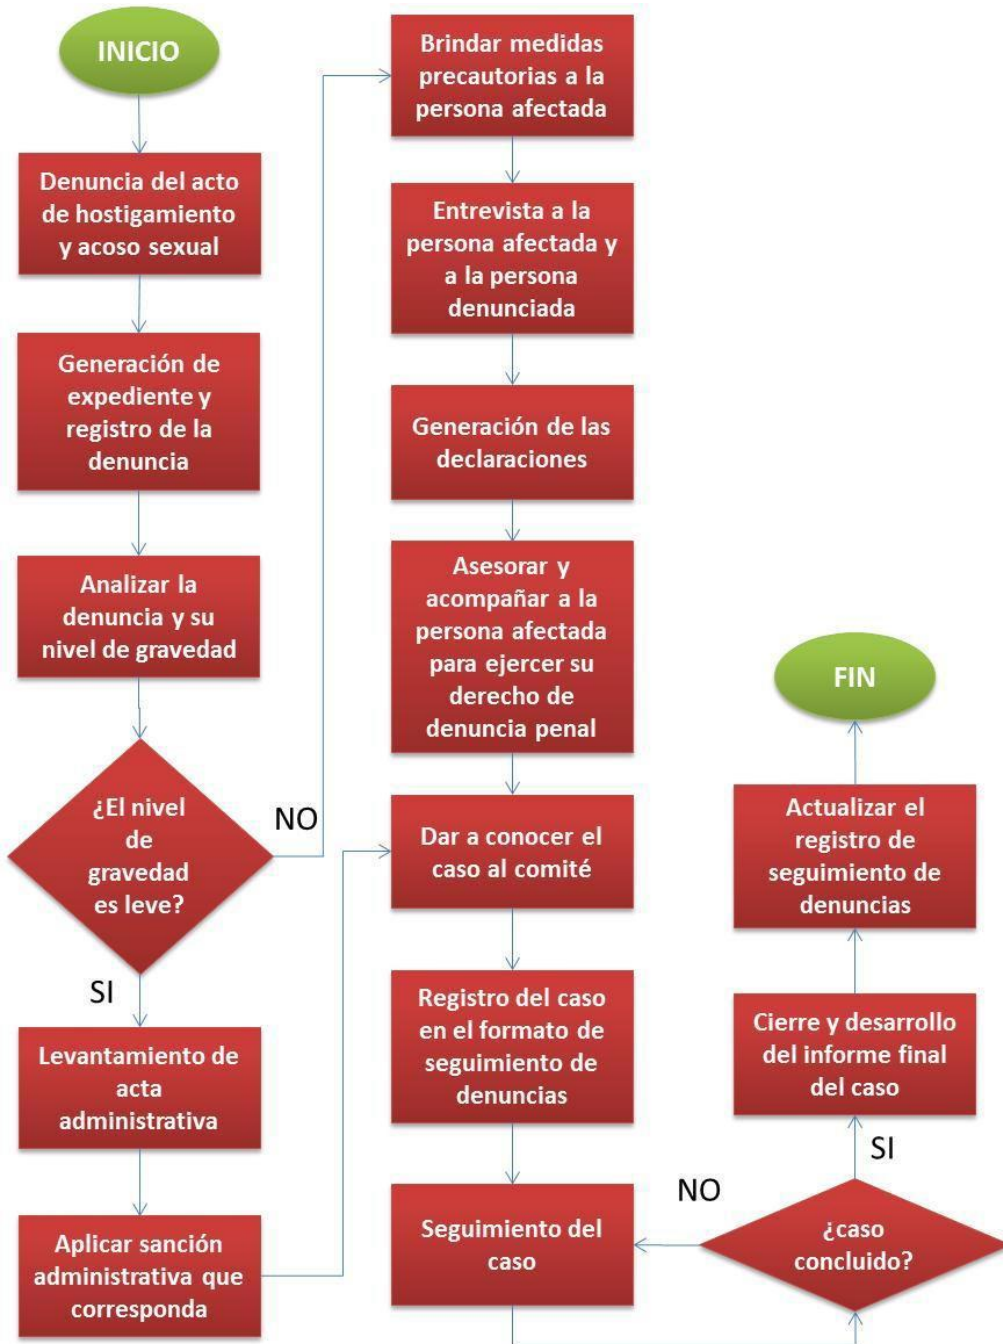 INICIO
Denuncia del acto
de hostigamiento
y acoso sexual
Generación de
expediente y
registro de la
denuncia
Analizar la
denuncia y su
nivel de gravedad
¿El nivel
de
gravedad
es leve?
NO
SI
Levantamiento de
acta
administrativa
Aplicar sanción
administrativa que
corresponda
Brindar medidas
precautorias a la
persona afectada
Entrevista a la
persona afectada y
a la persona
denunciada
Generación de las
declaraciones
Asesorar y
acompañar a la
persona afectada
para ejercer su
derecho de
denuncia penal
Dar a conocer el
caso al comité
Registro del caso
en el formato de
seguimiento de
denuncias
Seguimiento del
caso
NO
¿caso
concluido?
SI
Cierre y desarrollo
del informe final
del caso
Actualizar el
registro de
seguimiento de
denuncias
FIN